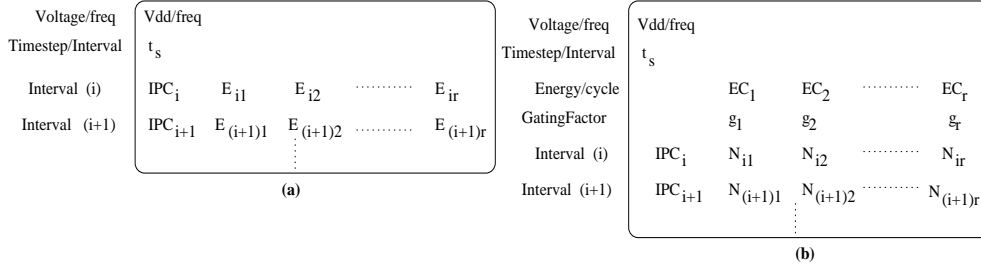 Voltage/freq Vdd/freq
Timestep/Interval t_s
Interval (i) IPC_i E_i1 E_i2 ............ E_ir
Interval (i+1) IPC_i+1 E_(i+1)1 E_(i+1)2 ............ E_(i+1)r
(a)
Voltage/freq Vdd/freq
Timestep/Interval t_s
Energy/cycle EC_1 EC_2 ............ EC_r
GatingFactor g_1 g_2 g_r
Interval (i) IPC_i N_i1 N_i2 ............ N_ir
Interval (i+1) IPC_i+1 N_(i+1)1 N_(i+1)2 ............ N_(i+1)r
(b)